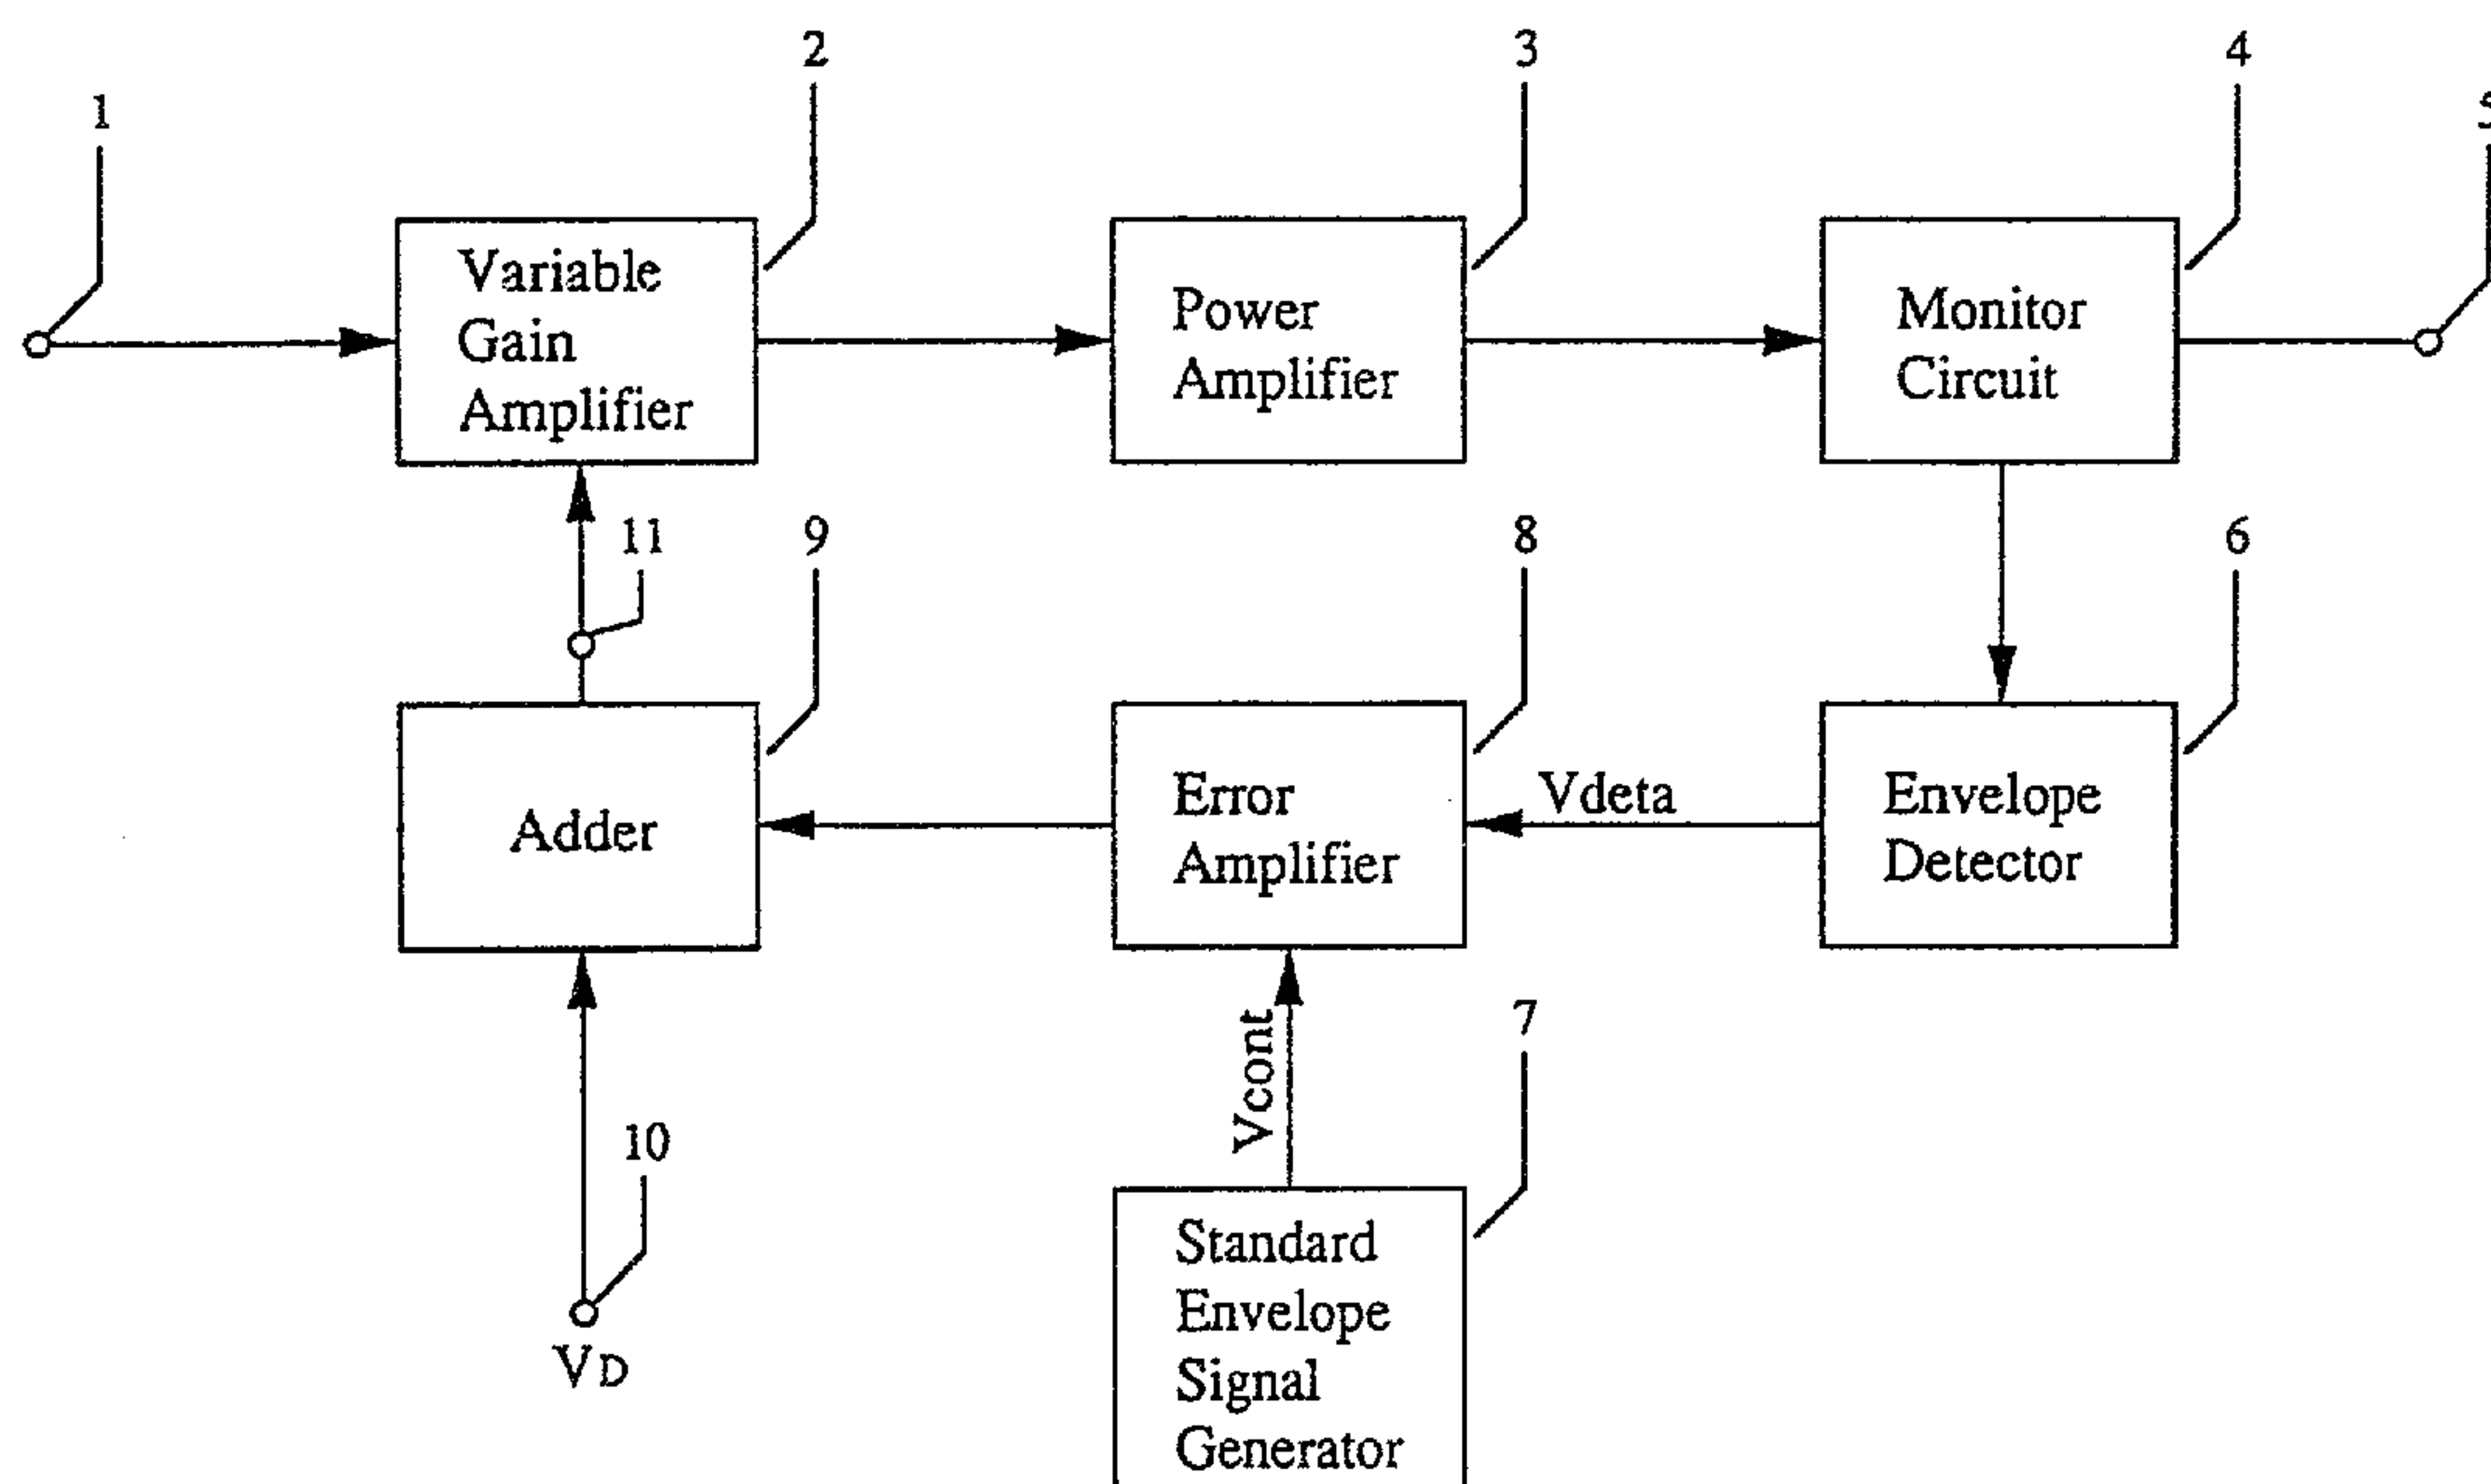 1
2
3
4
5
Variable
Gain
Amplifier
Power
Amplifier
Monitor
Circuit
11
9
8
6
Adder
Error
Amplifier
Vdeta
Envelope
Detector
Vcont
7
10
VD
Standard
Envelope
Signal
Generator